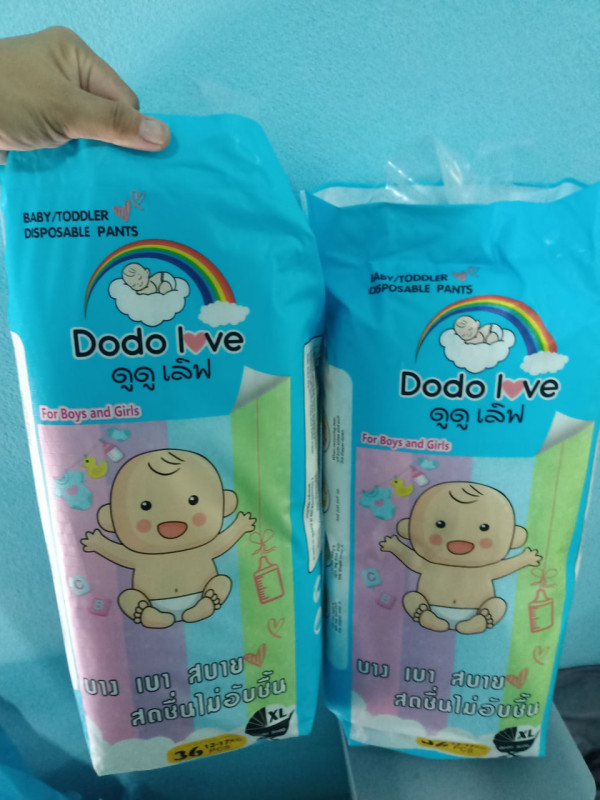 BABY/TODDLER
DISPOSABLE PANTS
Dodo love
ดูดู เลิฟ
For Boys and Girls
C
B
บาง เบา สบาย
สดชื่นไม่อับชื้น
36
PCS
XL
BABY/TODDLER
DISPOSABLE PANTS
Dodo love
ดูดู เลิฟ
For Boys and Girls
C
B
บาง เบา สบาย
สดชื่นไม่อับชื้น
36
PCS
XL